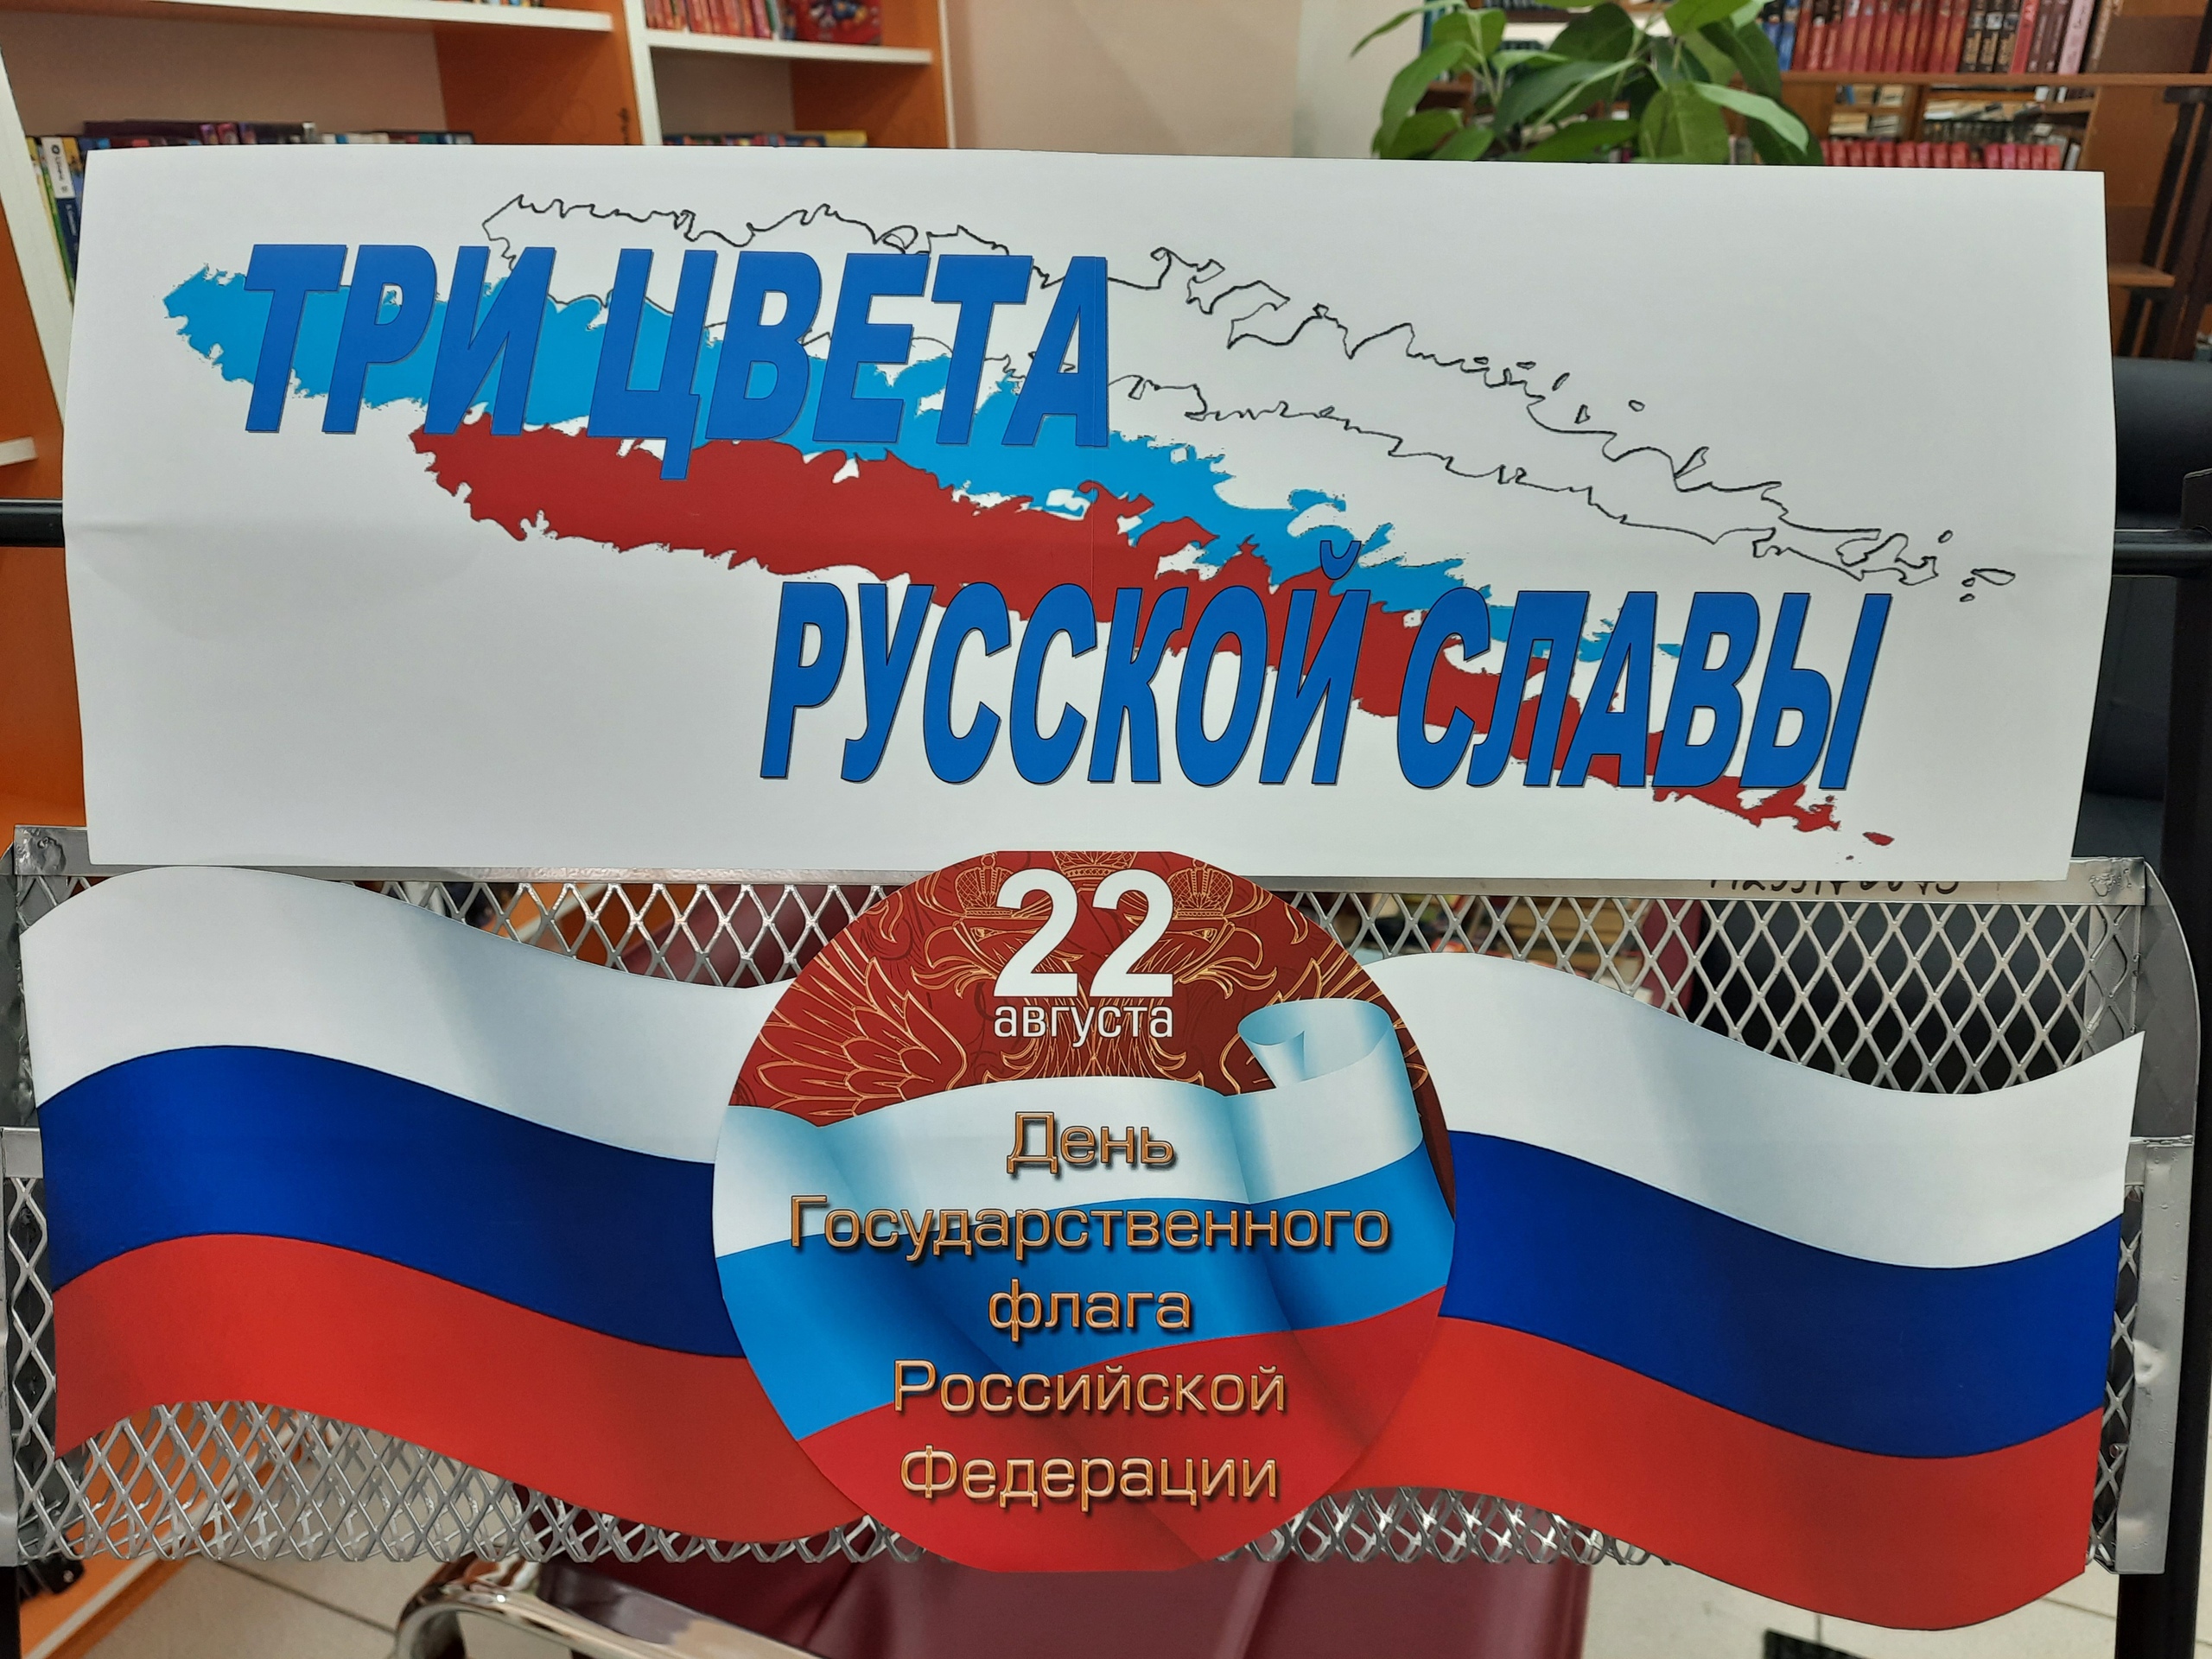 ТРИ ЦВЕТА
РУССКОЙ СЛАВЫ
22
августа
День
Государственного
флага
Российской
Федерации